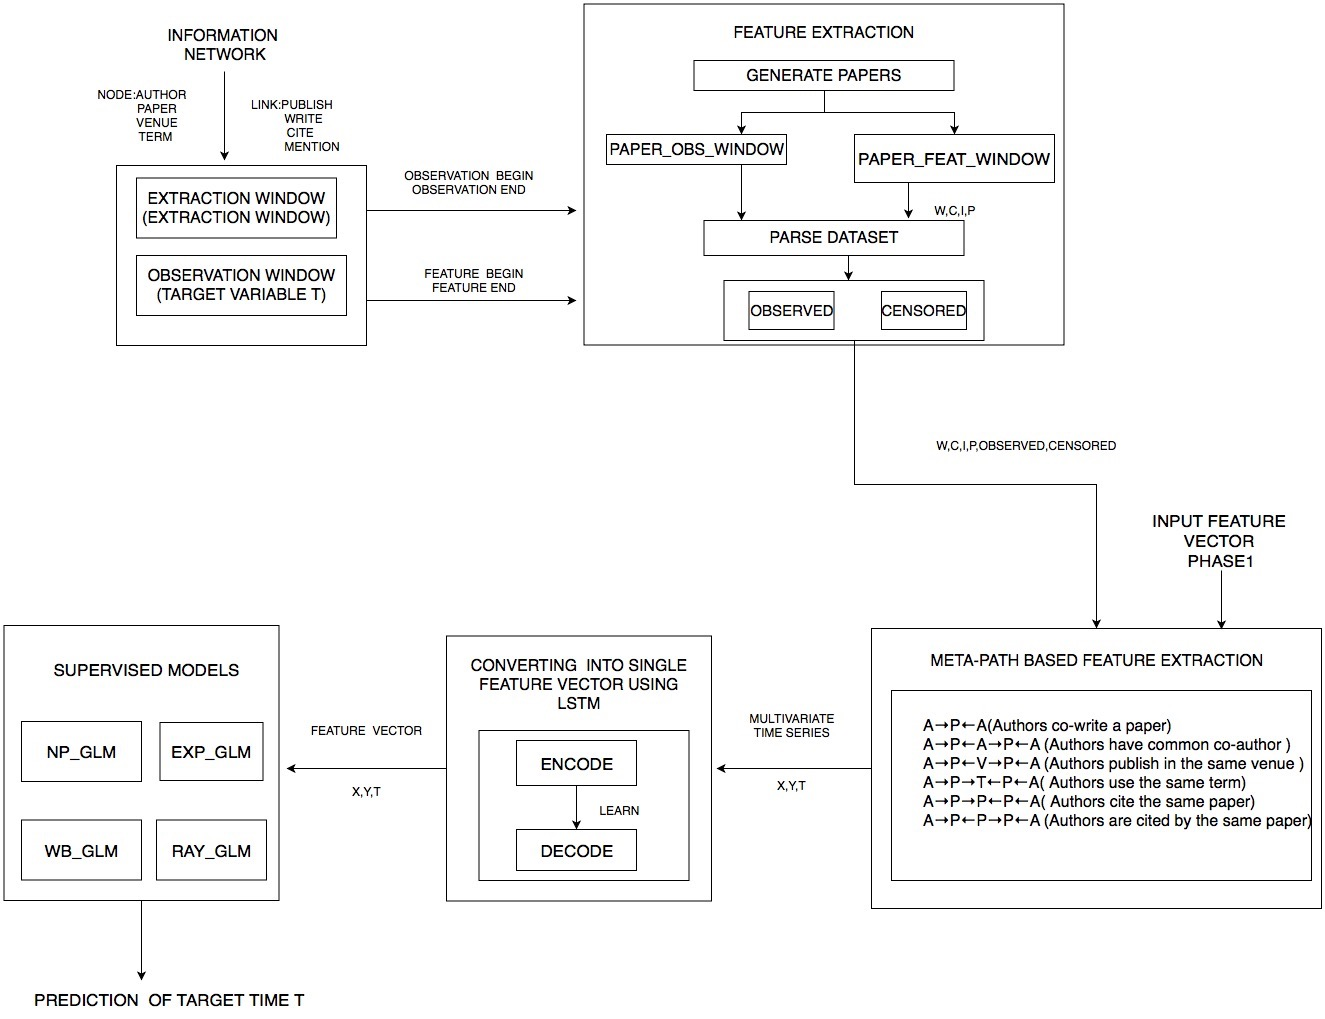 INFORMATION
NETWORK
NODE:AUTHOR
PAPER
VENUE
TERM
LINK:PUBLISH
WRITE
CITE
MENTION
EXTRACTION WINDOW
(EXTRACTION WINDOW)
OBSERVATION WINDOW
(TARGET VARIABLE T)
OBSERVATION BEGIN
OBSERVATION END
FEATURE BEGIN
FEATURE END
FEATURE EXTRACTION
GENERATE PAPERS
PAPER_OBS_WINDOW
PAPER_FEAT_WINDOW
W,C,I,P
PARSE DATASET
OBSERVED
CENSORED
W,C,I,P,OBSERVED,CENSORED
INPUT FEATURE
VECTOR
PHASE1
META-PATH BASED FEATURE EXTRACTION
A→P←A(Authors co-write a paper)
A→P←A→P←A (Authors have common co-author )
A→P←V→P←A (Authors publish in the same venue )
A→P→T←P←A( Authors use the same term)
A→P→P←P←A( Authors cite the same paper)
A→P←P→P←A (Authors are cited by the same paper)
MULTIVARIATE
TIME SERIES
X,Y,T
CONVERTING INTO SINGLE
FEATURE VECTOR USING
LSTM
ENCODE
LEARN
DECODE
FEATURE VECTOR
X,Y,T
SUPERVISED MODELS
NP_GLM
EXP_GLM
WB_GLM
RAY_GLM
PREDICTION OF TARGET TIME T